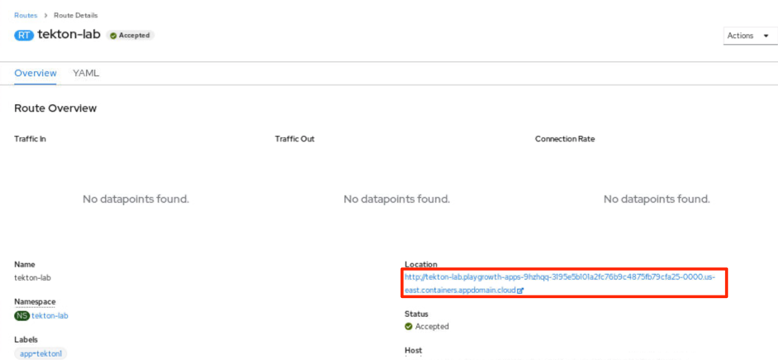 Routes > Route Details
RT tekton-lab Accepted
Actions
Overview YAML
Route Overview
Traffic In Traffic Out Connection Rate
No datapoints found. No datapoints found. No datapoints found.
Name
tekton-lab
Namespace
NS tekton-lab
Labels
app=tekton1
Location
http://tekton-lab.playgrowth-apps-9hzhqq-3195e5b101a2fc76b9c4875fb79cfa25-0000.us-
east.containers.appdomain.cloud
Status
Accepted
Host